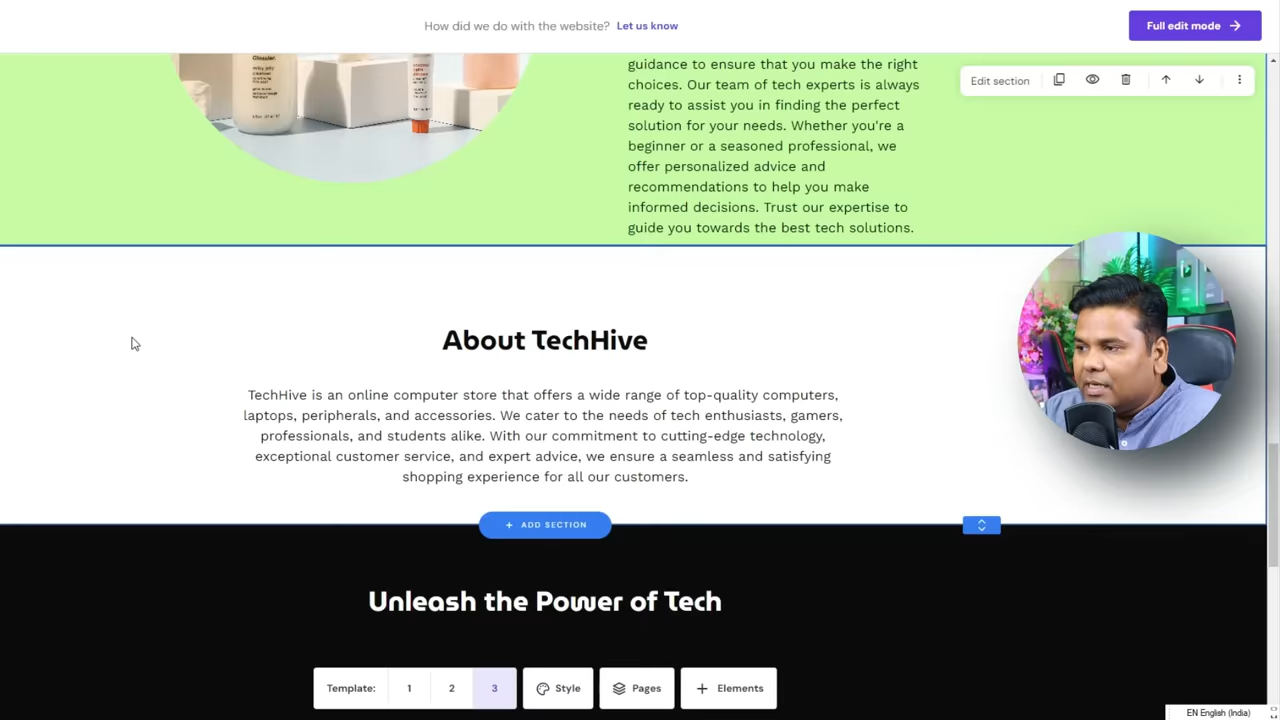 How did we do with the website? Let us know
Full edit mode
Edit section
guidance to ensure that you make the right
choices. Our team of tech experts is always
ready to assist you in finding the perfect
solution for your needs. Whether you're a
beginner or a seasoned professional, we
offer personalized advice and
recommendations to help you make
informed decisions. Trust our expertise to
guide you towards the best tech solutions.
About TechHive
TechHive is an online computer store that offers a wide range of top-quality computers,
laptops, peripherals, and accessories. We cater to the needs of tech enthusiasts, gamers,
professionals, and students alike. With our commitment to cutting-edge technology,
exceptional customer service, and expert advice, we ensure a seamless and satisfying
shopping experience for all our customers.
+ ADD SECTION
Unleash the Power of Tech
Template: 1 2 3 Style Pages + Elements
EN English (India)